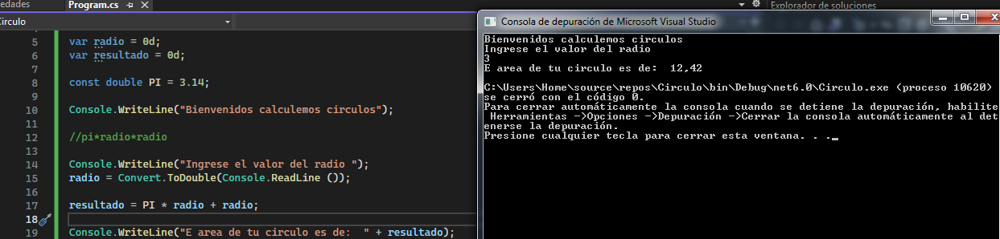 edades
Program.cs
Explorador de soluciones
Circulo
5 var radio = 0d;
6 var resultado = 0d;
7
8 const double PI = 3.14;
9
10 Console.WriteLine("Bienvenidos calculemos circulos");
11
12 //pi*radio*radio
13
14 Console.WriteLine("Ingrese el valor del radio ");
15 radio = Convert.ToDouble(Console.ReadLine ());
16
17 resultado = PI * radio + radio;
18
19 Console.WriteLine("E area de tu circulo es de:  " + resultado);
Consola de depuración de Microsoft Visual Studio
Bienvenidos calculemos circulos
Ingrese el valor del radio
3
E area de tu circulo es de:  12,42
C:\Users\Home\source\repos\Circulo\bin\Debug\net6.0\Circulo.exe (proceso 10620)
se cerró con el código 0.
Para cerrar automáticamente la consola cuando se detiene la depuración, habilite
Herramientas ->Opciones ->Depuración ->Cerrar la consola automáticamente al det
enerse la depuración.
Presione cualquier tecla para cerrar esta ventana. . .